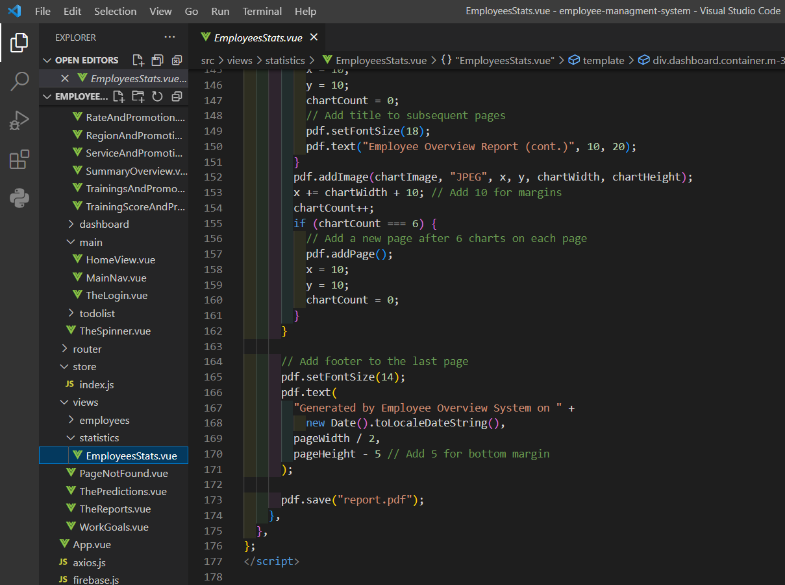 File Edit Selection View Go Run Terminal Help EmployeesStats.vue - employee-managment-system - Visual Studio Code
EXPLORER ···
OPEN EDITORS
EmployeesStats.vue...
EMPLOYEE...
RateAndPromotion....
RegionAndPromoti...
ServiceAndPromoti...
SummaryOverview.v...
TrainingsAndPromo...
TrainingScoreAndPr...
dashboard
main
HomeView.vue
MainNav.vue
TheLogin.vue
todolist
TheSpinner.vue
router
store
JS index.js
views
employees
statistics
EmployeesStats.vue
PageNotFound.vue
ThePredictions.vue
TheReports.vue
WorkGoals.vue
App.vue
JS axios.js
JS firebase.js
EmployeesStats.vue
src > views > statistics > EmployeesStats.vue > {} "EmployeesStats.vue" > template > div.dashboard.container.m-3
145 x = 10;
146 y = 10;
147 chartCount = 0;
148 // Add title to subsequent pages
149 pdf.setFontSize(18);
150 pdf.text("Employee Overview Report (cont.)", 10, 20);
151 }
152 pdf.addImage(chartImage, "JPEG", x, y, chartWidth, chartHeight);
153 x += chartWidth + 10; // Add 10 for margins
154 chartCount++;
155 if (chartCount === 6) {
156 // Add a new page after 6 charts on each page
157 pdf.addPage();
158 x = 10;
159 y = 10;
160 chartCount = 0;
161 }
162 }
163
164 // Add footer to the last page
165 pdf.setFontSize(14);
166 pdf.text(
167 "Generated by Employee Overview System on " +
168 new Date().toLocaleDateString(),
169 pageWidth / 2,
170 pageHeight - 5 // Add 5 for bottom margin
171 );
172
173 pdf.save("report.pdf");
174 },
175 },
176 };
177 </script>
178